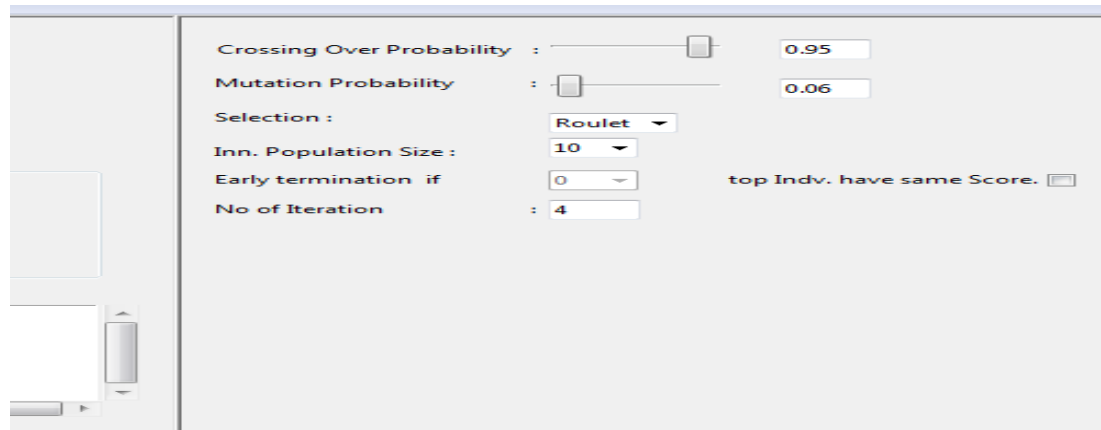 Crossing Over Probability : 0.95
Mutation Probability : 0.06
Selection : Roulet
Inn. Population Size : 10
Early termination if 0 top Indv. have same Score.
No of Iteration : 4